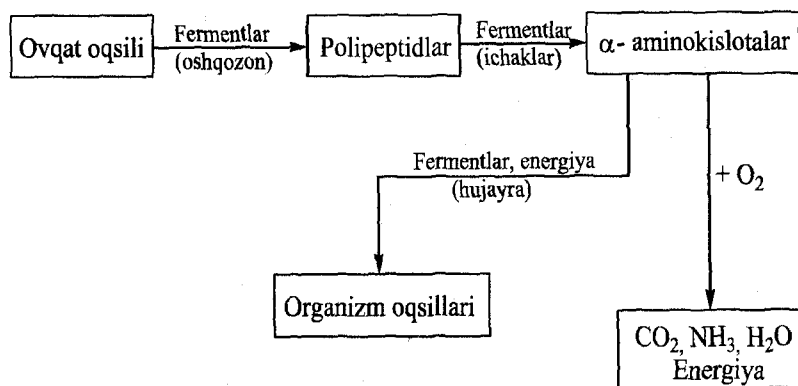 Ovqat oqsili
Fermentlar
(oshqozon)
Polipeptidlar
Fermentlar
(ichaklar)
α- aminokislotalar
Fermentlar, energiya
(hujayra)
+ O₂
Organizm oqsillari
CO₂, NH₃, H₂O
Energiya